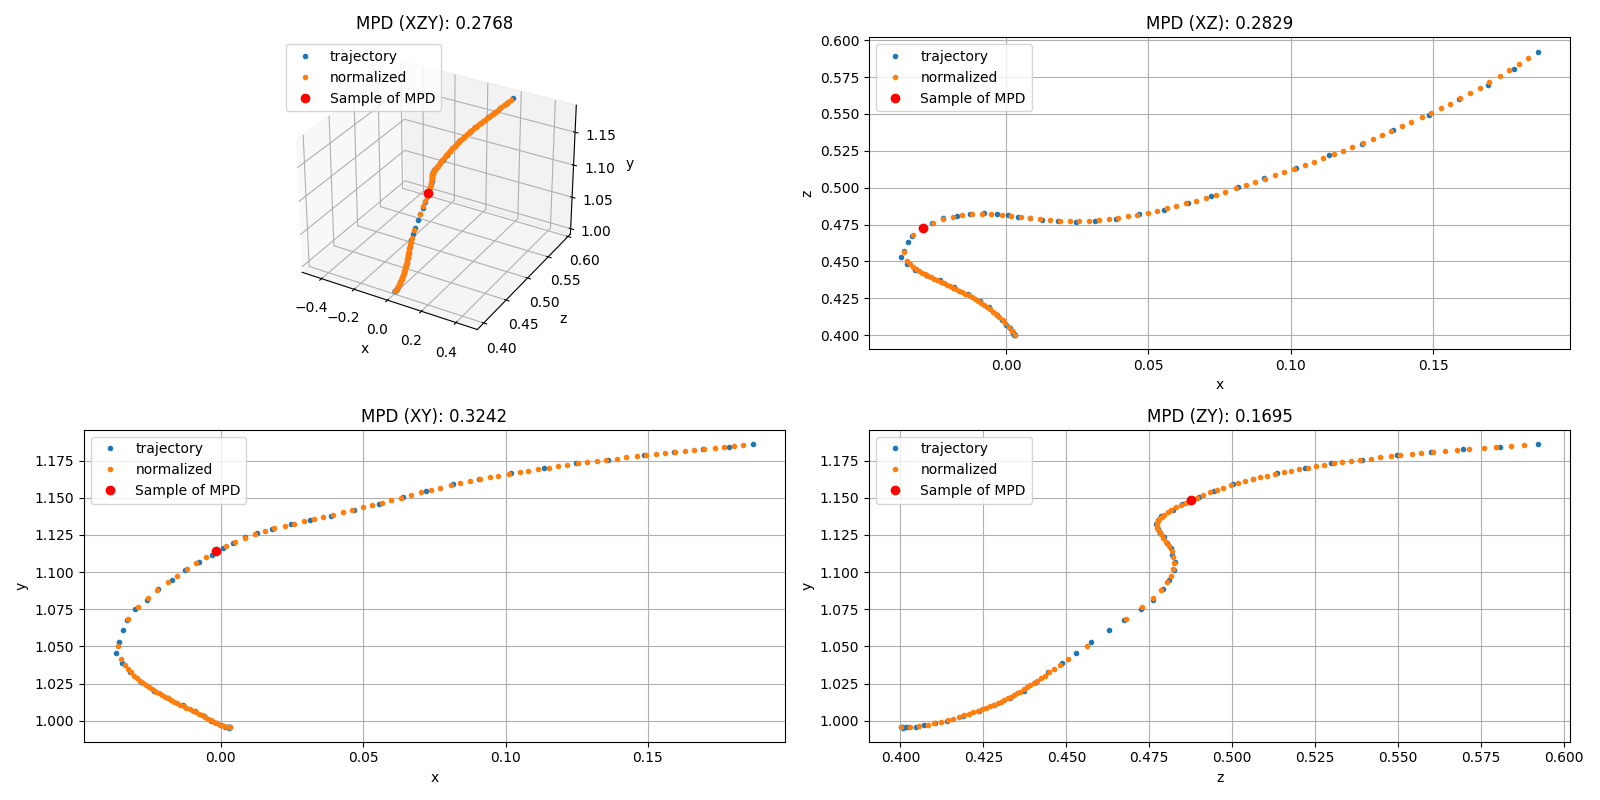 MPD (XZY): 0.2768
trajectory
normalized
Sample of MPD
1.15
1.10
1.05
1.00
y
0.60
0.55
0.50
0.45
0.40
z
−0.4
−0.2
0.0
0.2
0.4
x
MPD (XZ): 0.2829
trajectory
normalized
Sample of MPD
0.600
0.575
0.550
0.525
0.500
0.475
0.450
0.425
0.400
z
0.00 0.05 0.10 0.15
x
MPD (XY): 0.3242
trajectory
normalized
Sample of MPD
1.175
1.150
1.125
1.100
1.075
1.050
1.025
1.000
y
0.00 0.05 0.10 0.15
x
MPD (ZY): 0.1695
trajectory
normalized
Sample of MPD
1.175
1.150
1.125
1.100
1.075
1.050
1.025
1.000
y
0.400 0.425 0.450 0.475 0.500 0.525 0.550 0.575 0.600
z